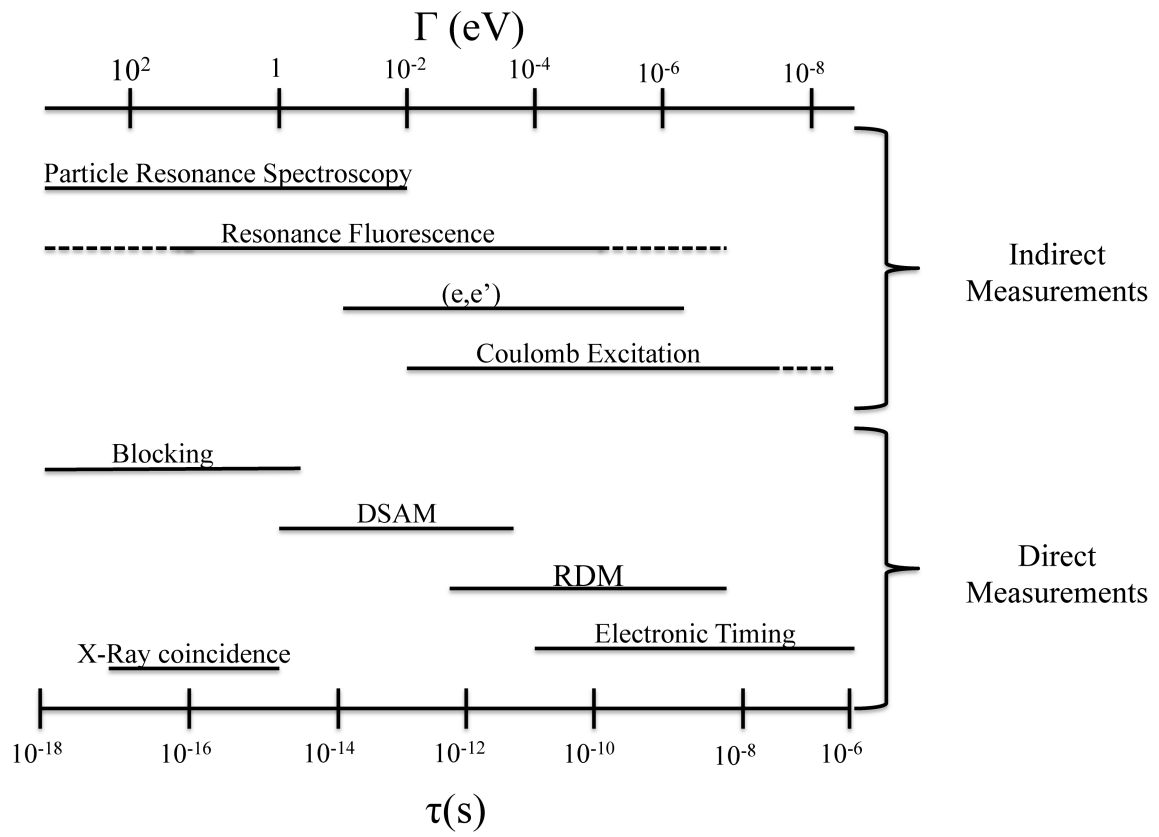 Γ (eV)
10² 1 10⁻² 10⁻⁴ 10⁻⁶ 10⁻⁸
Particle Resonance Spectroscopy
Resonance Fluorescence
(e,e’)
Coulomb Excitation
Indirect
Measurements
Blocking
DSAM
RDM
Electronic Timing
X-Ray coincidence
Direct
Measurements
10⁻¹⁸ 10⁻¹⁶ 10⁻¹⁴ 10⁻¹² 10⁻¹⁰ 10⁻⁸ 10⁻⁶
τ(s)